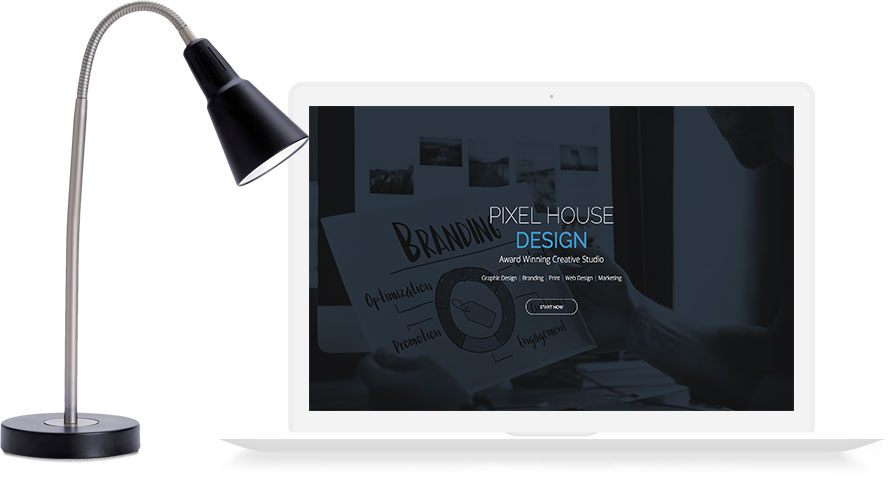 PIXEL HOUSE
DESIGN
Award Winning Creative Studio
Graphic Design | Branding | Print | Web Design | Marketing
START NOW
BRANDING
Optimization
Promotion
Engagement